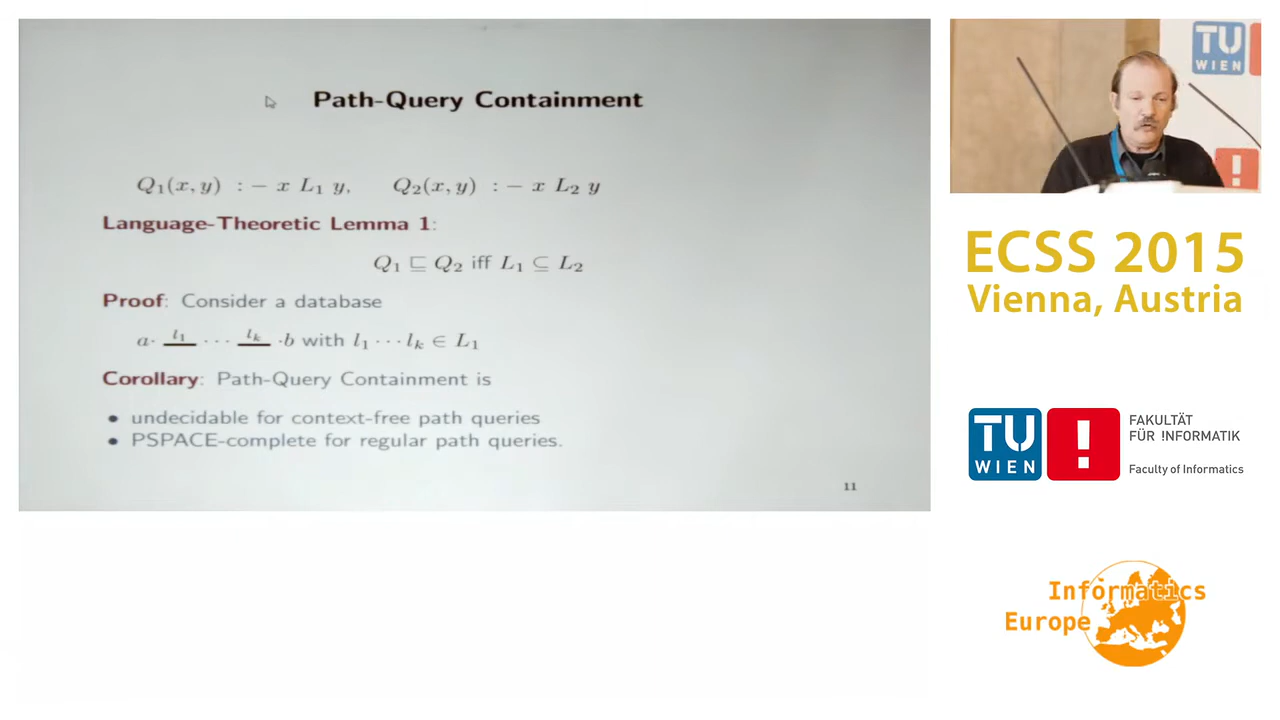 Path-Query Containment
Q₁(x, y) :− x L₁ y, Q₂(x, y) :− x L₂ y
Language-Theoretic Lemma 1:
Q₁ ⊑ Q₂ iff L₁ ⊆ L₂
Proof: Consider a database
a· l₁ ··· lₖ ·b with l₁ ··· lₖ ∈ L₁
Corollary: Path-Query Containment is
• undecidable for context-free path queries
• PSPACE-complete for regular path queries.
11
TU
WIEN
!
ECSS 2015
Vienna, Austria
TU
WIEN
!
FAKULTÄT
FÜR !NFORMATIK
Faculty of Informatics
Informatics
Europe